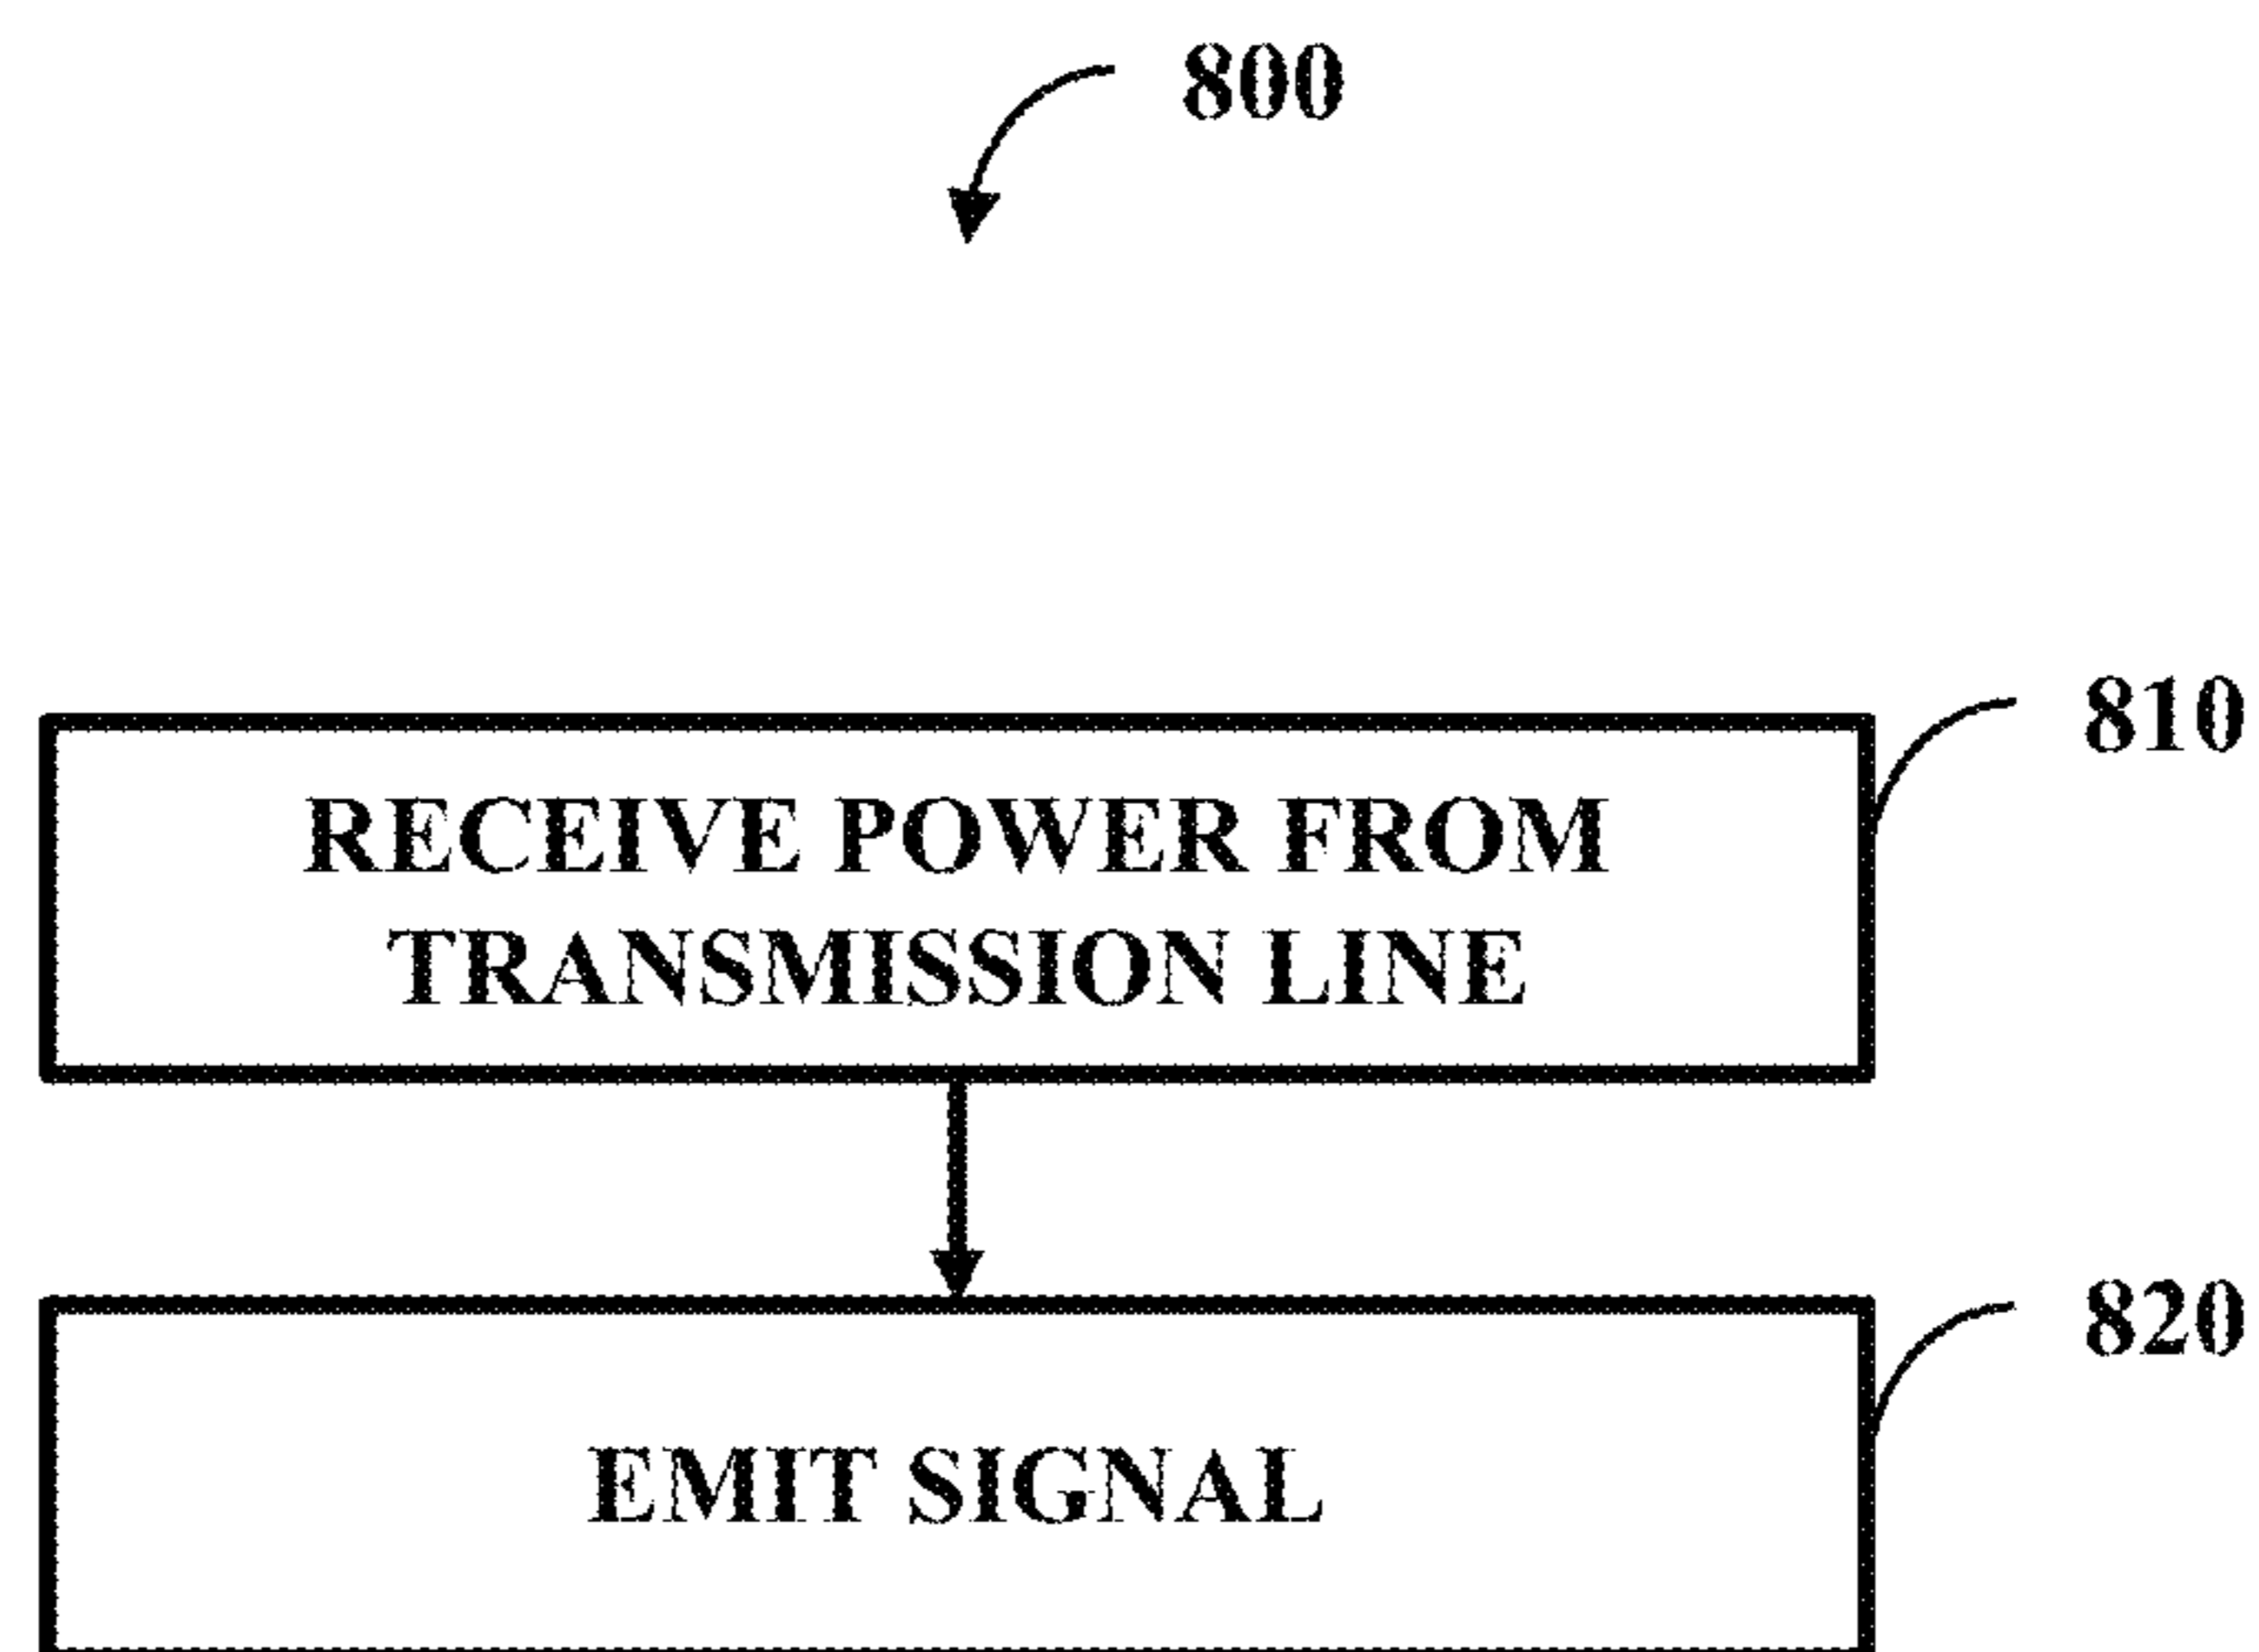 800
810
RECEIVE POWER FROM
TRANSMISSION LINE
820
EMIT SIGNAL